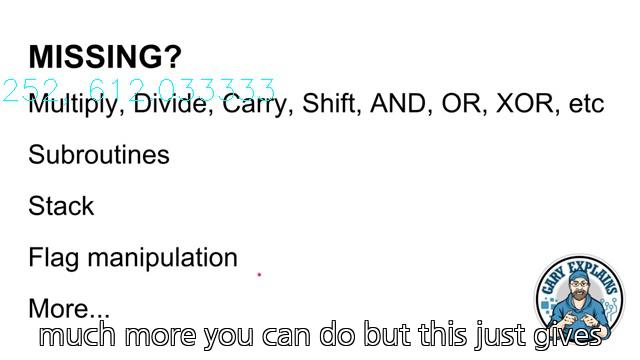 MISSING?
252, 612.033333
Multiply, Divide, Carry, Shift, AND, OR, XOR, etc
Subroutines
Stack
Flag manipulation
GARY EXPLAINS
More...
much more you can do but this just gives